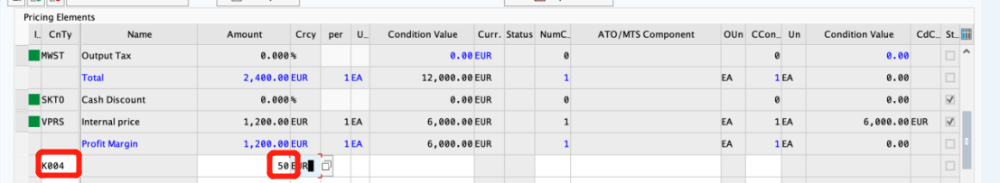 Pricing Elements
I.. CnTy Name Amount Crcy per U... Condition Value Curr. Status NumC.. ATO/MTS Component OUn CCon.. Un Condition Value CdC.. St..
MWST Output Tax 0.000 % 0.00 EUR 0 0 0.00
Total 2,400.00 EUR 1 EA 12,000.00 EUR 1 EA 1 EA 0.00
SKTO Cash Discount 0.000 % 0.00 EUR 0 0 0.00
VPRS Internal price 1,200.00 EUR 1 EA 6,000.00 EUR 1 EA 1 EA 6,000.00 EUR
Profit Margin 1,200.00 EUR 1 EA 6,000.00 EUR 1 EA 1 EA 0.00
K004 50 EUR